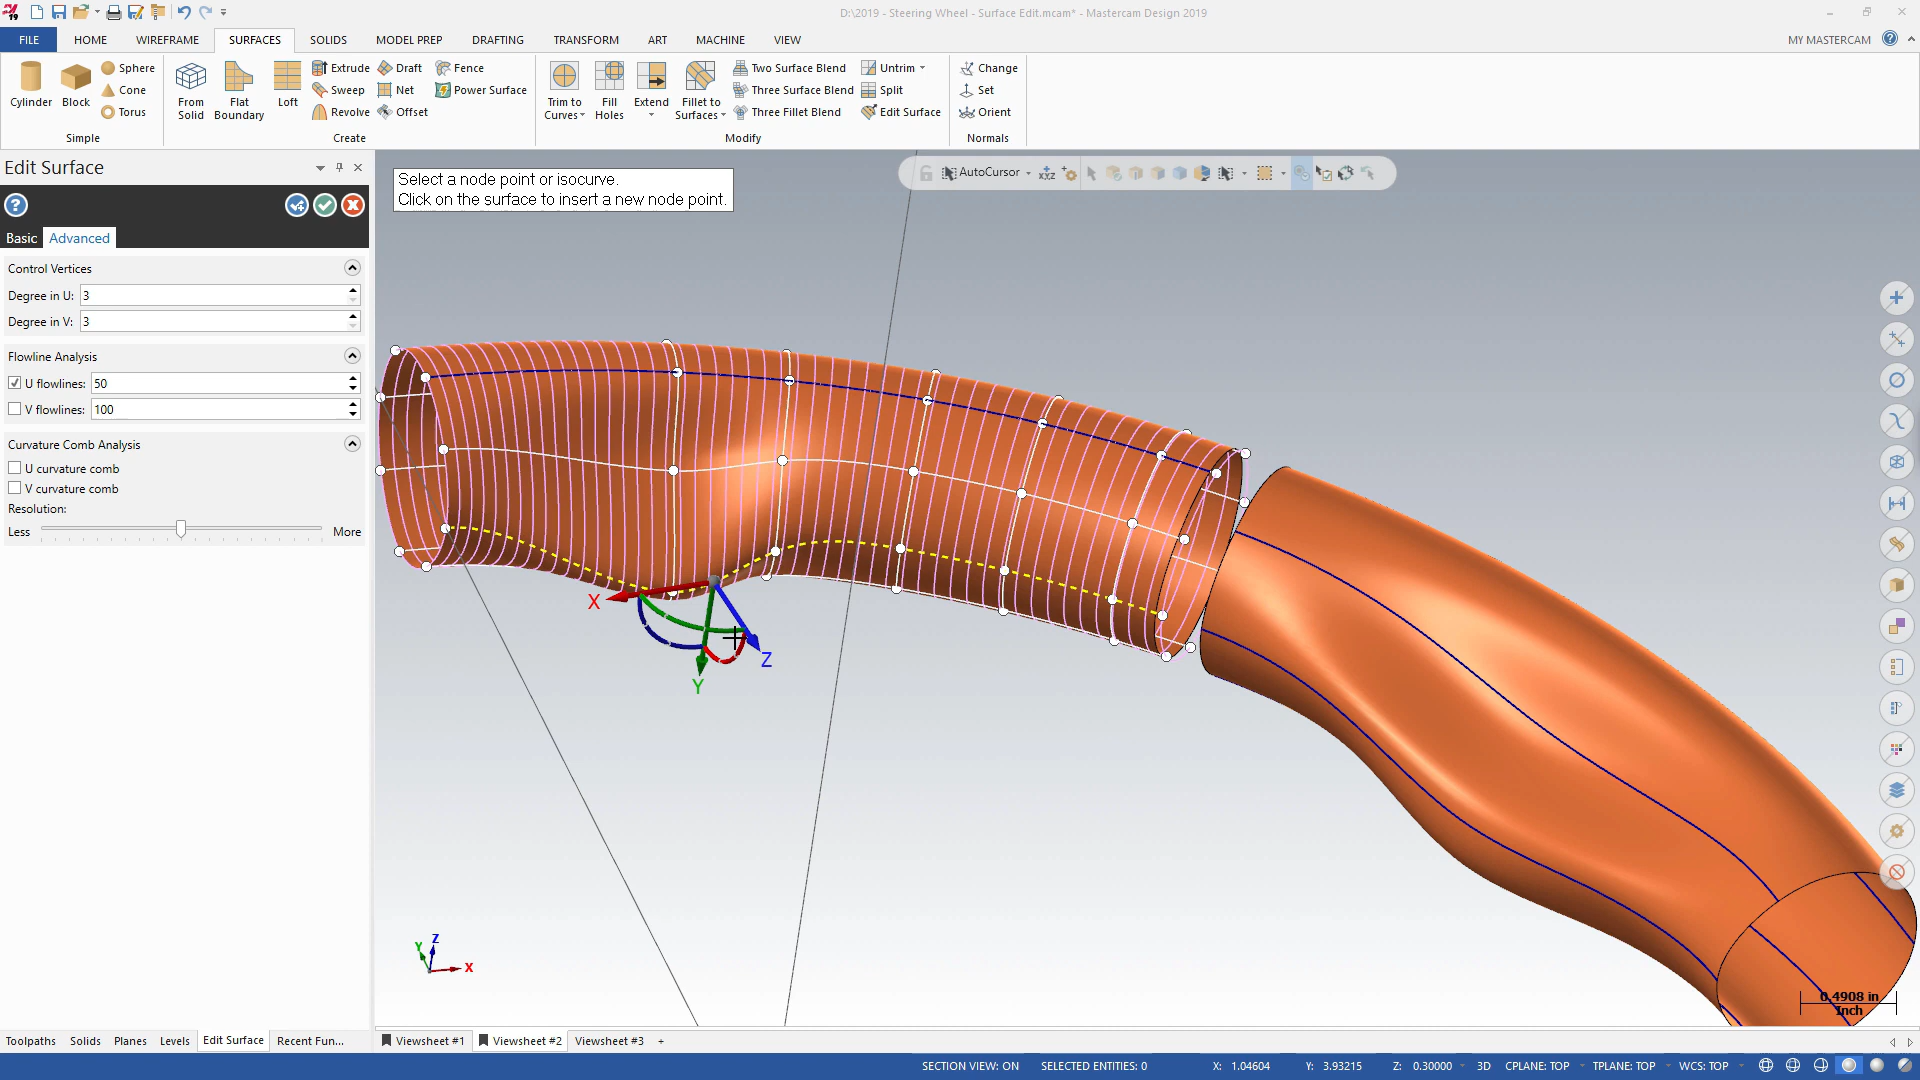 19
D:\2019 - Steering Wheel - Surface Edit.mcam* - Mastercam Design 2019
FILE HOME WIREFRAME SURFACES SOLIDS MODEL PREP DRAFTING TRANSFORM ART MACHINE VIEW MY MASTERCAM
Cylinder Block Sphere Cone Torus
Simple
From Solid
Flat Boundary
Loft
Extrude Draft Fence
Sweep Net Power Surface
Revolve Offset
Create
Trim to Curves
Fill Holes
Extend
Fillet to Surfaces
Two Surface Blend Untrim
Three Surface Blend Split
Three Fillet Blend Edit Surface
Modify
Change
Set
Orient
Normals
Edit Surface
Basic Advanced
Control Vertices
Degree in U: 3
Degree in V: 3
Flowline Analysis
U flowlines: 50
V flowlines: 100
Curvature Comb Analysis
U curvature comb
V curvature comb
Resolution:
Less More
Select a node point or isocurve.
Click on the surface to insert a new node point.
AutoCursor
XYZ
X
Z
Y
Y Z
X
0.4908 in
Inch
Toolpaths Solids Planes Levels Edit Surface Recent Fun... Viewsheet #1 Viewsheet #2 Viewsheet #3 +
SECTION VIEW: ON SELECTED ENTITIES: 0 X: 1.04604 Y: 3.93215 Z: 0.30000 3D CPLANE: TOP TPLANE: TOP WCS: TOP